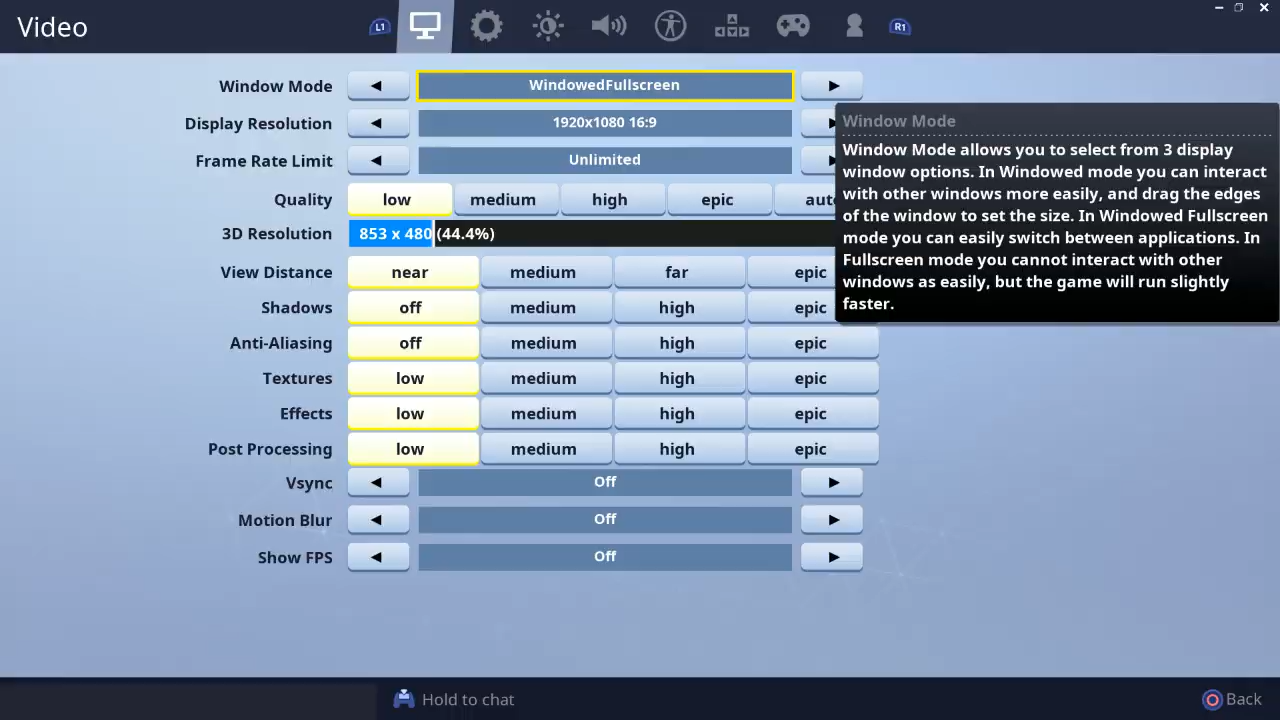 Video
L1
R1
Window Mode ◀ WindowedFullscreen ▶
Display Resolution ◀ 1920x1080 16:9 ▶
Frame Rate Limit ◀ Unlimited ▶
Quality low medium high epic
3D Resolution 853 x 480 (44.4%)
View Distance near medium far epic
Shadows off medium high epic
Anti-Aliasing off medium high epic
Textures low medium high epic
Effects low medium high epic
Post Processing low medium high epic
Vsync ◀ Off ▶
Motion Blur ◀ Off ▶
Show FPS ◀ Off ▶
Window Mode
Window Mode allows you to select from 3 display
window options. In Windowed mode you can interact
with other windows more easily, and drag the edges
of the window to set the size. In Windowed Fullscreen
mode you can easily switch between applications. In
Fullscreen mode you cannot interact with other
windows as easily, but the game will run slightly
faster.
Hold to chat
Back